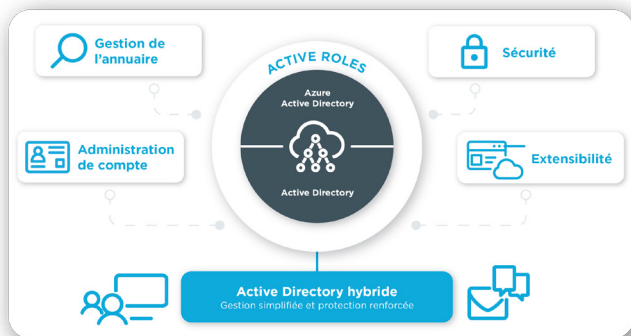 Gestion de
l'annuaire
ACTIVE ROLES
Azure
Active Directory
Active Directory
Sécurité
Administration
de compte
Extensibilité
Active Directory hybride
Gestion simplifiée et protection renforcée